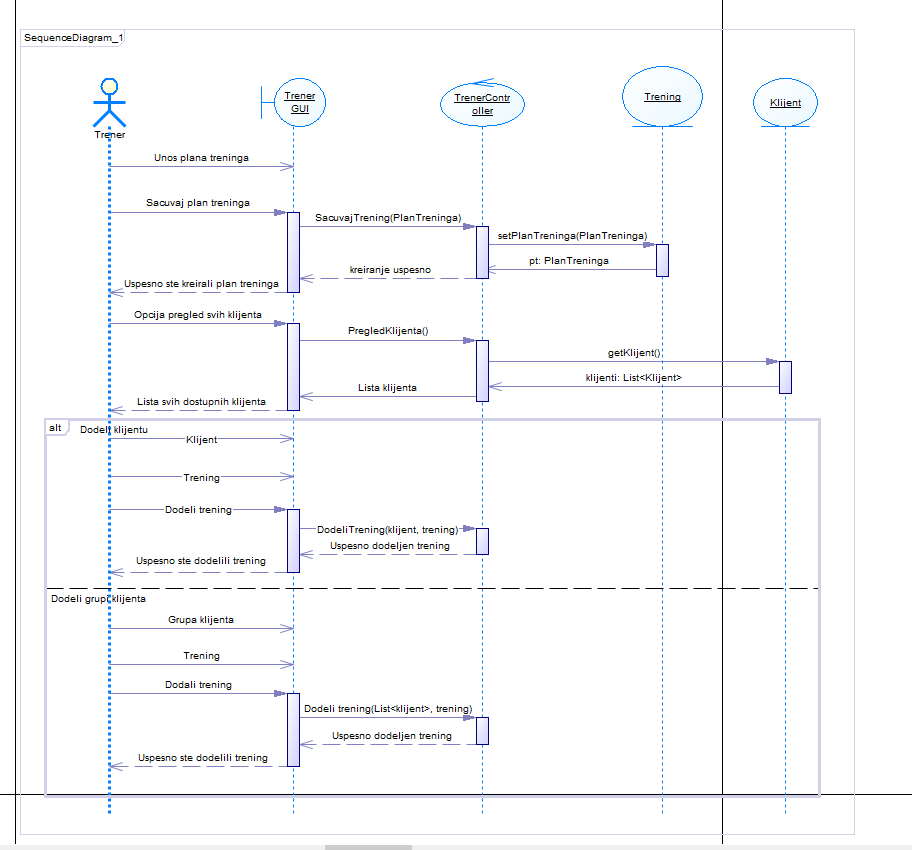 SequenceDiagram_1
Trener
Trener
GUI
TrenerContr
oller
Trening
Klijent
Unos plana treninga
Sacuvaj plan treninga
SacuvajTrening(PlanTreninga)
setPlanTreninga(PlanTreninga)
pt: PlanTreninga
kreiranje uspesno
Uspesno ste kreirali plan treninga
Opcija pregled svih klijenta
PregledKlijenta()
getKlijent()
klijenti: List<Klijent>
Lista klijenta
Lista svih dostupnih klijenta
alt
Dodeli klijentu
Klijent
Trening
Dodeli trening
DodeliTrening(klijent, trening)
Uspesno dodeljen trening
Uspesno ste dodelili trening
Dodeli grupi klijenta
Grupa klijenta
Trening
Dodali trening
Dodeli trening(List<klijent>, trening)
Uspesno dodeljen trening
Uspesno ste dodelili trening